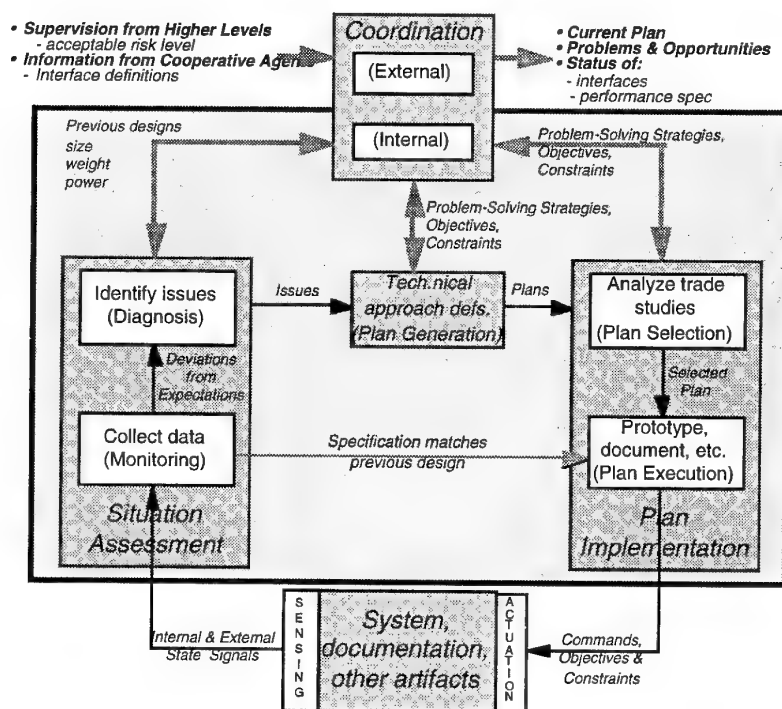 • Supervision from Higher Levels
- acceptable risk level
• Information from Cooperative Agen
- Interface definitions
Coordination
(External)
(Internal)
• Current Plan
• Problems & Opportunities
• Status of:
- interfaces
- performance spec
Previous designs
size
weight
power
Problem-Solving Strategies,
Objectives,
Constraints
Problem-Solving Strategies,
Objectives,
Constraints
Identify issues
(Diagnosis)
Issues
Technical
approach defs.
(Plan Generation)
Plans
Analyze trade
studies
(Plan Selection)
Deviations
from
Expectations
Selected
Plan
Collect data
(Monitoring)
Specification matches
previous design
Prototype,
document, etc.
(Plan Execution)
Situation
Assessment
Plan
Implementation
Internal & External
State Signals
SENSING
System,
documentation,
other artifacts
ACTUATION
Commands,
Objectives &
Constraints